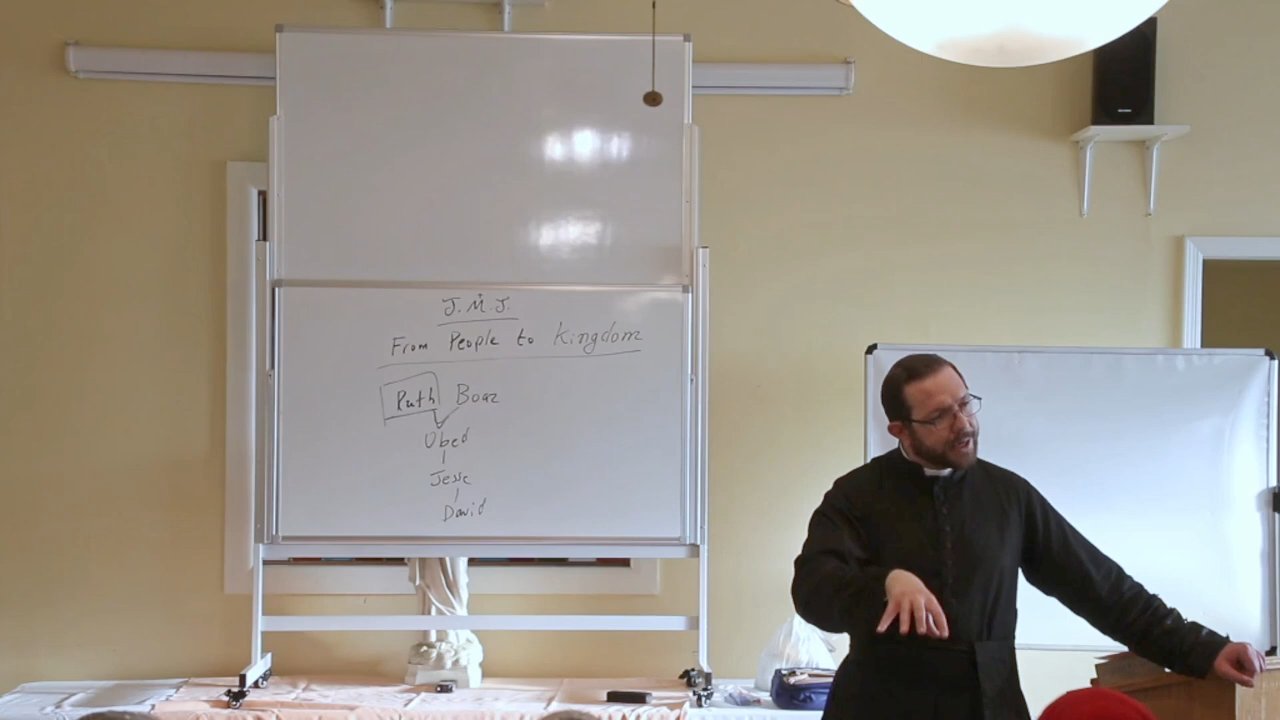 J.M.J.
From People to Kingdom
Ruth Boaz
Obed
Jesse
David